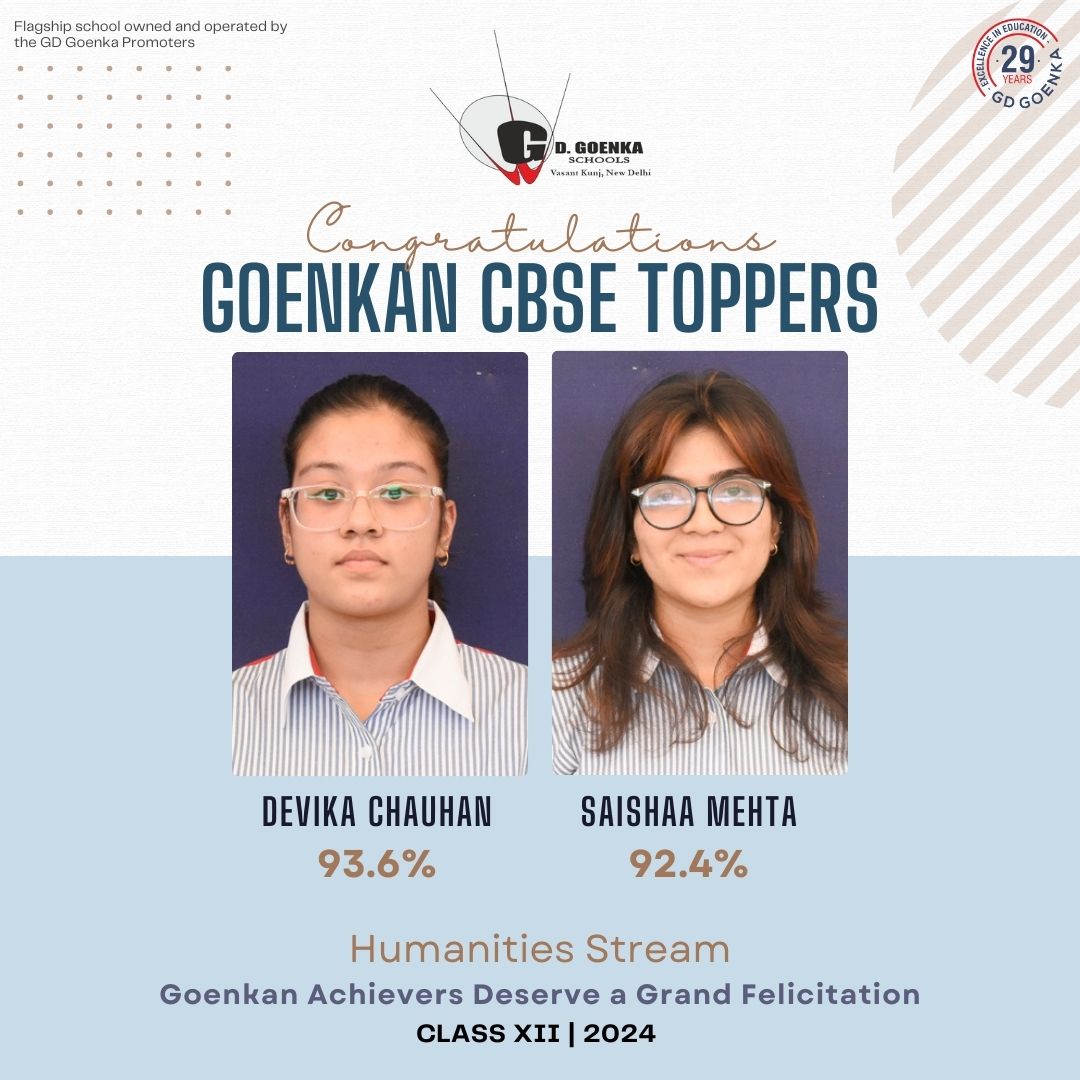 Flagship school owned and operated by
the GD Goenka Promoters
EXCELLENCE IN EDUCATION
29
YEARS
GD GOENKA
G D. GOENKA
SCHOOLS
Vasant Kunj, New Delhi
Congratulations
GOENKAN CBSE TOPPERS
DEVIKA CHAUHAN
SAISHAA MEHTA
93.6%
92.4%
Humanities Stream
Goenkan Achievers Deserve a Grand Felicitation
CLASS XII | 2024